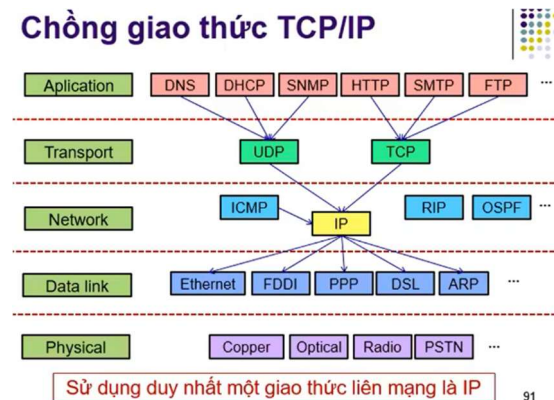 Chồng giao thức TCP/IP
Aplication DNS DHCP SNMP HTTP SMTP FTP ...
Transport UDP TCP
Network ICMP IP RIP OSPF ...
Data link Ethernet FDDI PPP DSL ARP ...
Physical Copper Optical Radio PSTN ...
Sử dụng duy nhất một giao thức liên mạng là IP
91